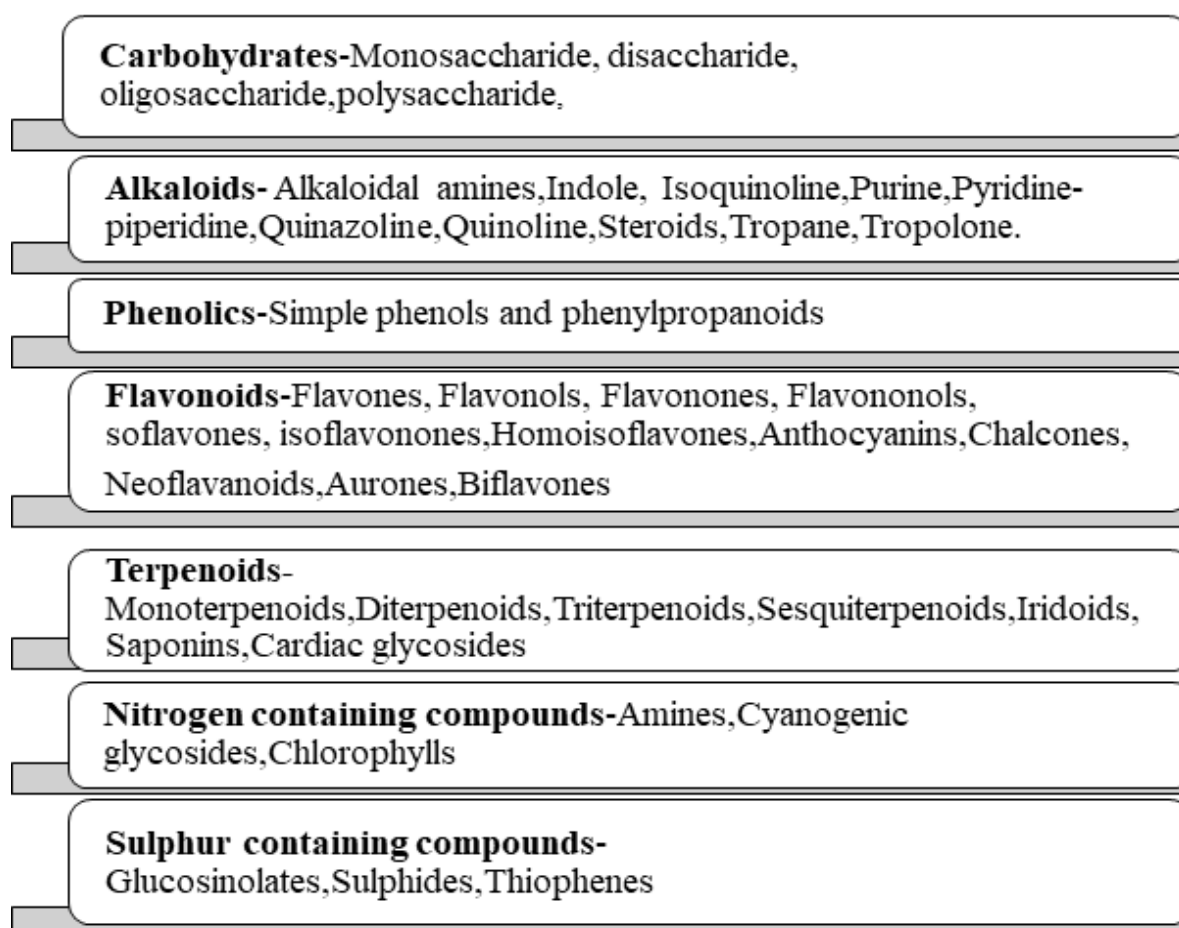 Carbohydrates-Monosaccharide, disaccharide,
oligosaccharide,polysaccharide,
Alkaloids- Alkaloidal amines,Indole, Isoquinoline,Purine,Pyridine-
piperidine,Quinazoline,Quinoline,Steroids,Tropane,Tropolone.
Phenolics-Simple phenols and phenylpropanoids
Flavonoids-Flavones, Flavonols, Flavonones, Flavononols,
soflavones, isoflavonones,Homoisoflavones,Anthocyanins,Chalcones,
Neoflavanoids,Aurones,Biflavones
Terpenoids-
Monoterpenoids,Diterpenoids,Triterpenoids,Sesquiterpenoids,Iridoids,
Saponins,Cardiac glycosides
Nitrogen containing compounds-Amines,Cyanogenic
glycosides,Chlorophylls
Sulphur containing compounds-
Glucosinolates,Sulphides,Thiophenes